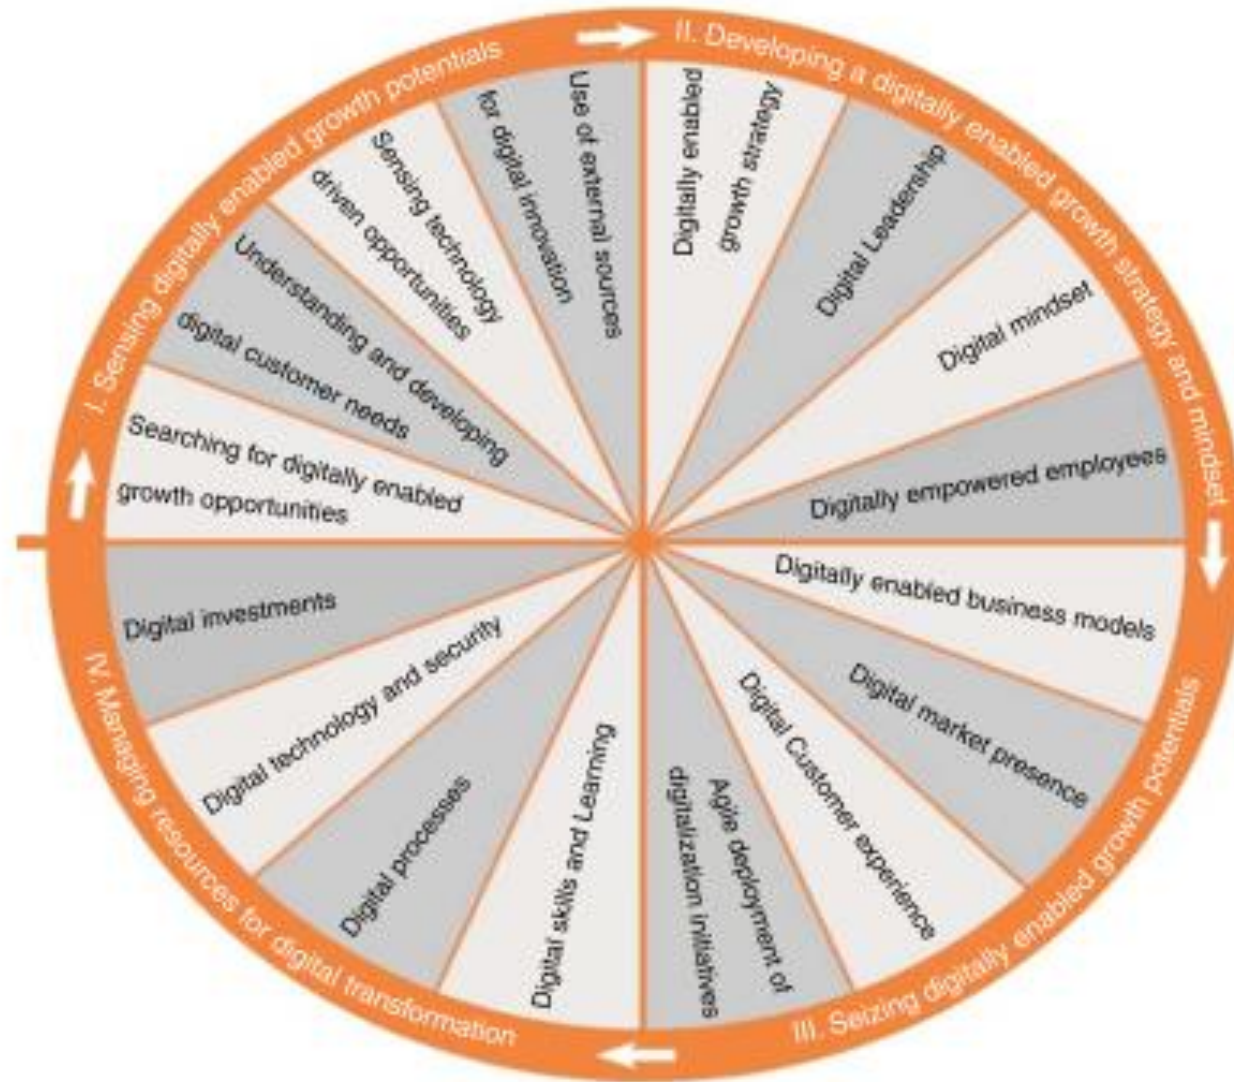 I. Sensing digitally enabled growth potentials
Searching for digitally enabled
growth opportunities
Understanding and developing
digital customer needs
Sensing technology
driven opportunities
Use of external sources
for digital innovation
II. Developing a digitally enabled growth strategy and mindset
Digitally enabled
growth strategy
Digital Leadership
Digital mindset
Digitally empowered employees
III. Seizing digitally enabled growth potentials
Digitally enabled business models
Digital market presence
Digital Customer experience
Agile deployment of
digitalization initiatives
IV. Managing resources for digital transformation
Digital skills and Learning
Digital processes
Digital technology and security
Digital investments